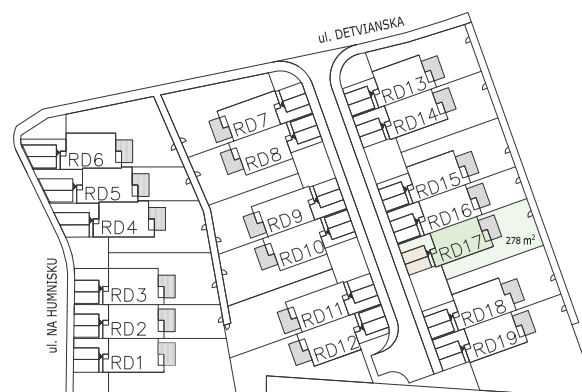 ul. DETVIANSKA
RD13
RD7
RD14
RD8
RD6
RD15
RD5
RD16
RD9
RD4
RD17
278 m²
RD10
RD3
RD18
RD11
RD2
RD19
RD12
RD1
ul. NA HUMNISKU